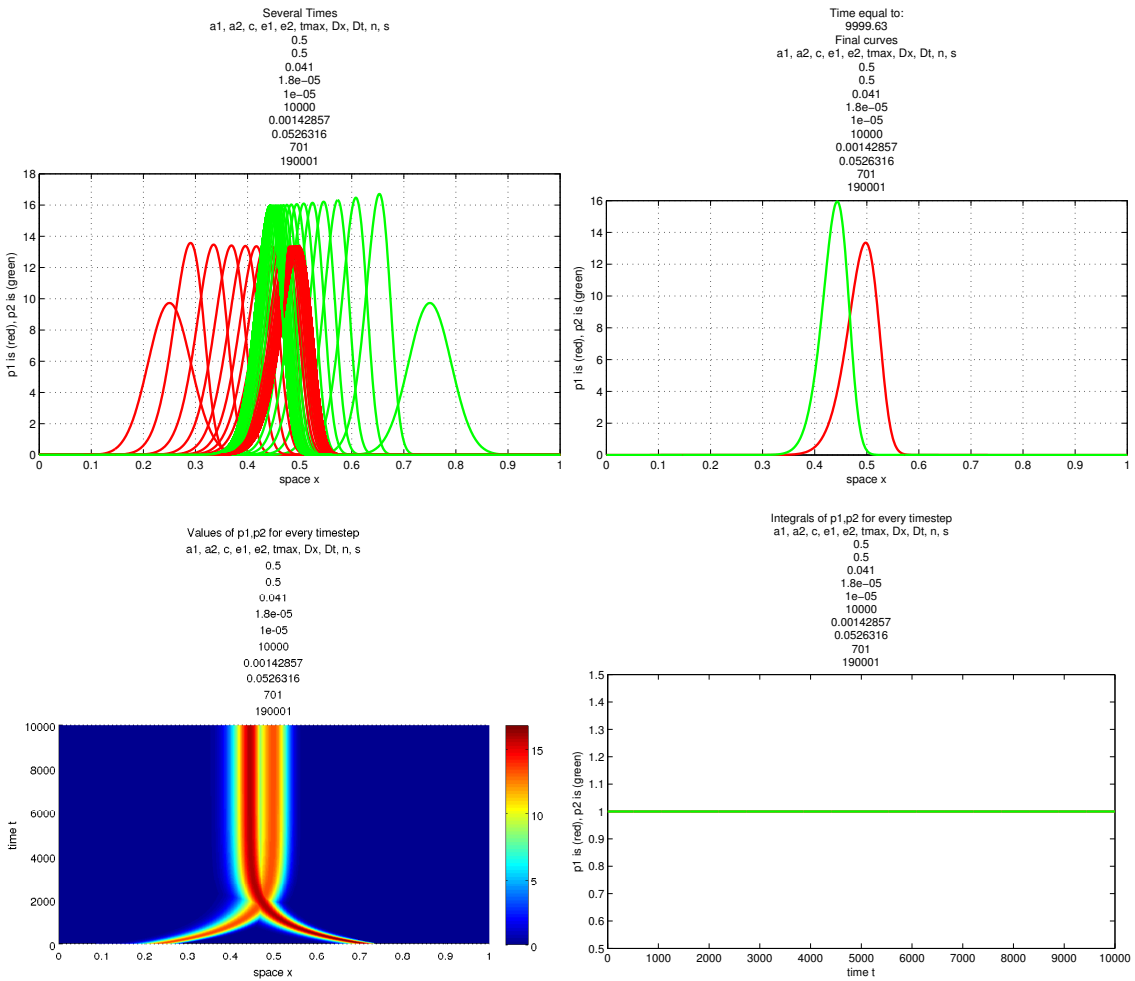 Several Times
a1, a2, c, e1, e2, tmax, Dx, Dt, n, s
0.5
0.5
0.041
1.8e−05
1e−05
10000
0.00142857
0.0526316
701
190001
18
16
14
12
10
8
6
4
2
0
p1 is (red), p2 is (green)
0 0.1 0.2 0.3 0.4 0.5 0.6 0.7 0.8 0.9 1
space x
Time equal to:
9999.63
Final curves
a1, a2, c, e1, e2, tmax, Dx, Dt, n, s
0.5
0.5
0.041
1.8e−05
1e−05
10000
0.00142857
0.0526316
701
190001
16
14
12
10
8
6
4
2
0
p1 is (red), p2 is (green)
0 0.1 0.2 0.3 0.4 0.5 0.6 0.7 0.8 0.9 1
space x
Values of p1,p2 for every timestep
a1, a2, c, e1, e2, tmax, Dx, Dt, n, s
0.5
0.5
0.041
1.8e-05
1e-05
10000
0.00142857
0.0526316
701
190001
10000
8000
6000
4000
2000
0
time t
0 0.1 0.2 0.3 0.4 0.5 0.6 0.7 0.8 0.9 1
space x
15
10
5
0
Integrals of p1,p2 for every timestep
a1, a2, c, e1, e2, tmax, Dx, Dt, n, s
0.5
0.5
0.041
1.8e−05
1e−05
10000
0.00142857
0.0526316
701
190001
1.5
1.4
1.3
1.2
1.1
1
0.9
0.8
0.7
0.6
0.5
p1 is (red), p2 is (green)
0 1000 2000 3000 4000 5000 6000 7000 8000 9000 10000
time t